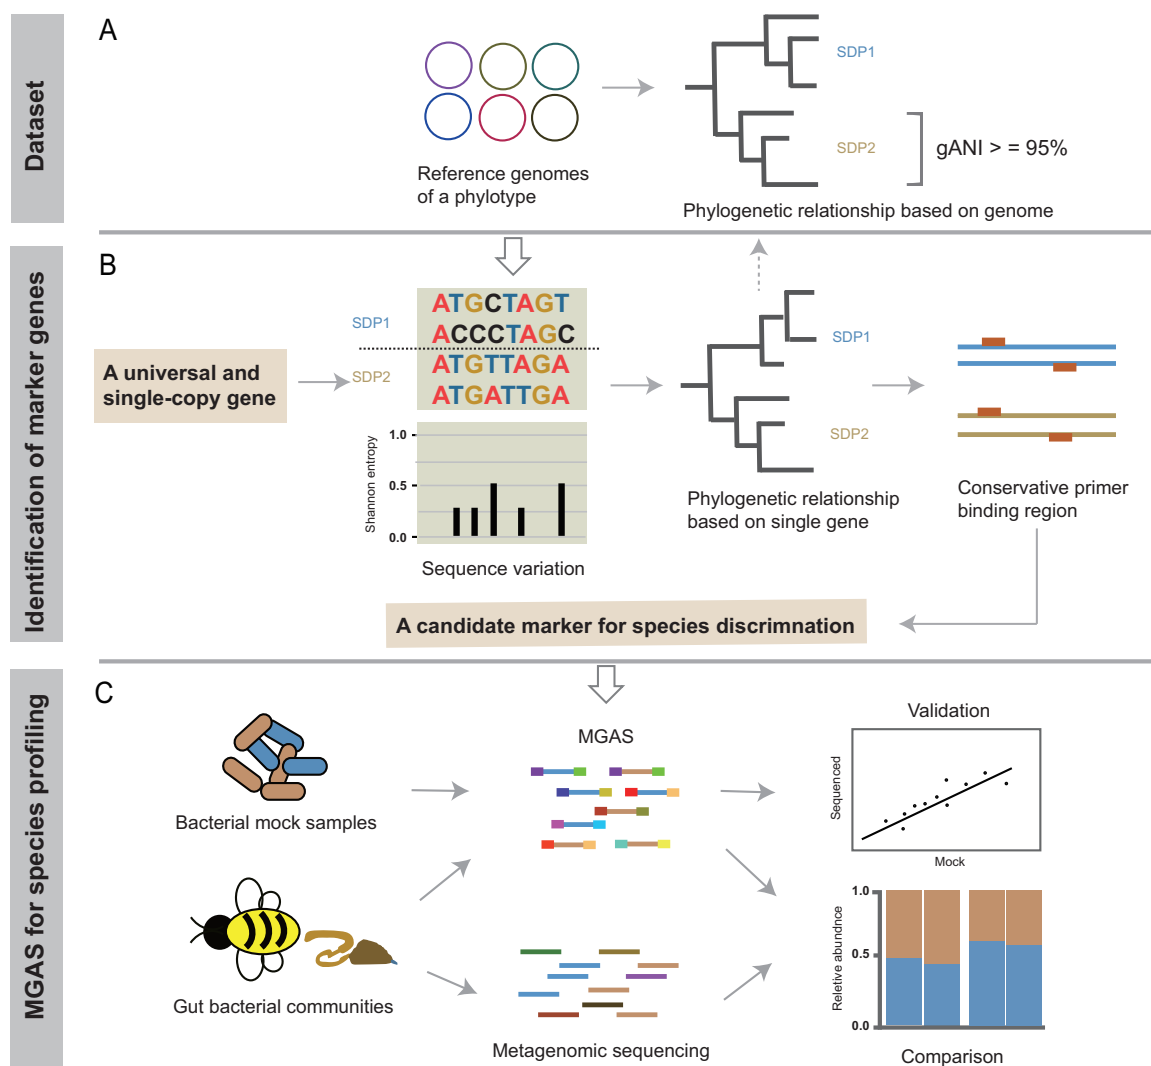 Dataset
A
SDP1
SDP2
gANI > = 95%
Reference genomes
of a phylotype
Phylogenetic relationship based on genome
Identification of marker genes
B
A universal and
single-copy gene
SDP1
SDP2
ATGCTAGT
ACCCTAGC
ATGTTAGA
ATGATTGA
Shannon entropy
1.0
0.5
0.0
Sequence variation
SDP1
SDP2
Phylogenetic relationship
based on single gene
Conservative primer
binding region
A candidate marker for species discrimnation
MGAS for species profiling
C
Bacterial mock samples
Gut bacterial communities
MGAS
Metagenomic sequencing
Validation
Sequenced
Mock
Relative abundnce
1.0
0.5
0.0
Comparison